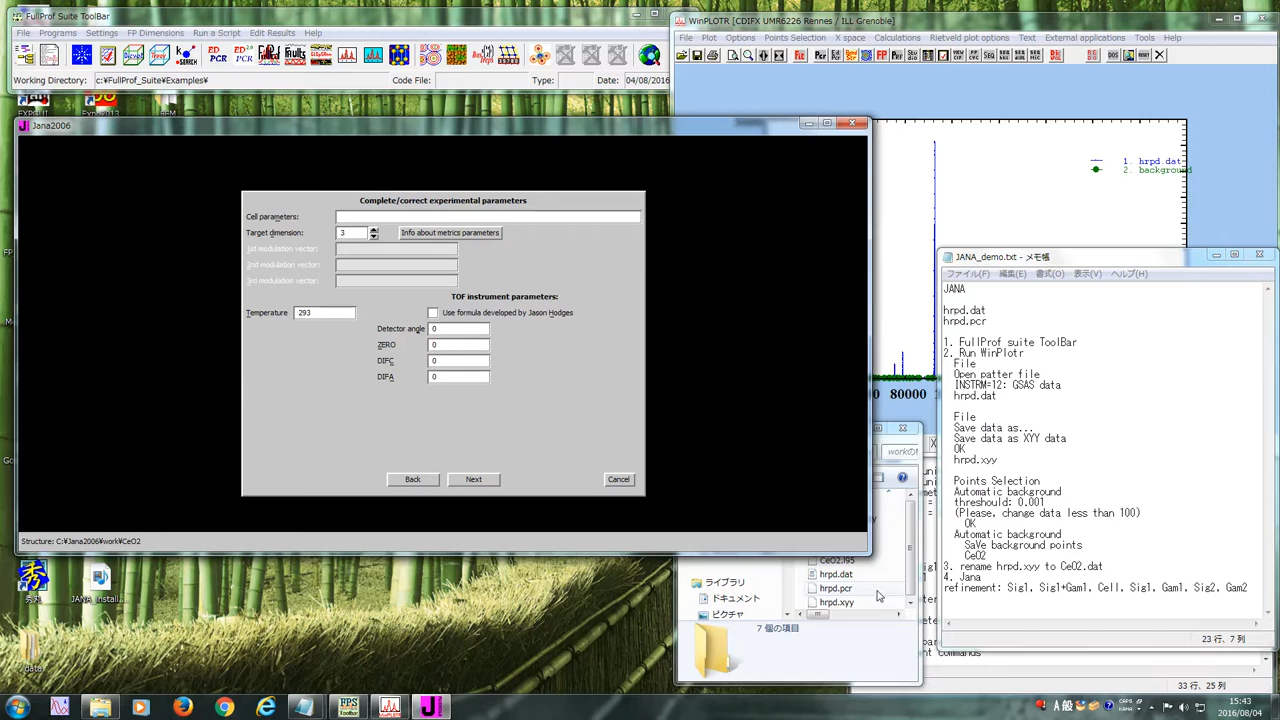 FullProf Suite ToolBar
File Programs Settings FP Dimensions Run a Script Edit Results Help
Working Directory: c:¥FullProf_Suite¥Examples¥ Code File: Type: Date: 04/08/2016
WinPLOTR [CDIFX UMR6226 Rennes / ILL Grenoble]
File Plot Options Points Selection X space Calculations Rietveld plot options Text External applications Tools Help
1. hrpd.dat
2. background
80000
Jana2006
Complete/correct experimental parameters
Cell parameters:
Target dimension: 3 Info about metrics parameters
1st modulation vector:
2nd modulation vector:
3rd modulation vector:
TOF instrument parameters:
Temperature 293 Use formula developed by Jason Hodges
Detector angle 0
ZERO 0
DIFC 0
DIFA 0
Back Next Cancel
Structure: C:¥Jana2006¥work¥CeO2
JANA_demo.txt - メモ帳
ファイル(F) 編集(E) 書式(O) 表示(V) ヘルプ(H)
JANA
hrpd.dat
hrpd.pcr
1. FullProf suite ToolBar
2. Run WinPlotr
File
Open patter file
INSTRM=12: GSAS data
hrpd.dat
File
Save data as...
Save data as XYY data
OK
hrpd.xyy
Points Selection
Automatic background
threshould: 0.001
(Please, change data less than 100)
OK
Automatic background
SaVe background points
CeO2
3. rename hrpd.xyy to CeO2.dat
4. Jana
refinement: Sig1, Sig1+Gam1, Cell, Sig1, Gam1, Sig2, Gam2
23 行、7 列
CeO2.l95
hrpd.dat
hrpd.pcr
hrpd.xyy
ライブラリ
ドキュメント
ピクチャ
7 個の項目
33 行、25 列
秀丸
JANA_install...
data
A 般
15:43
2016/08/04